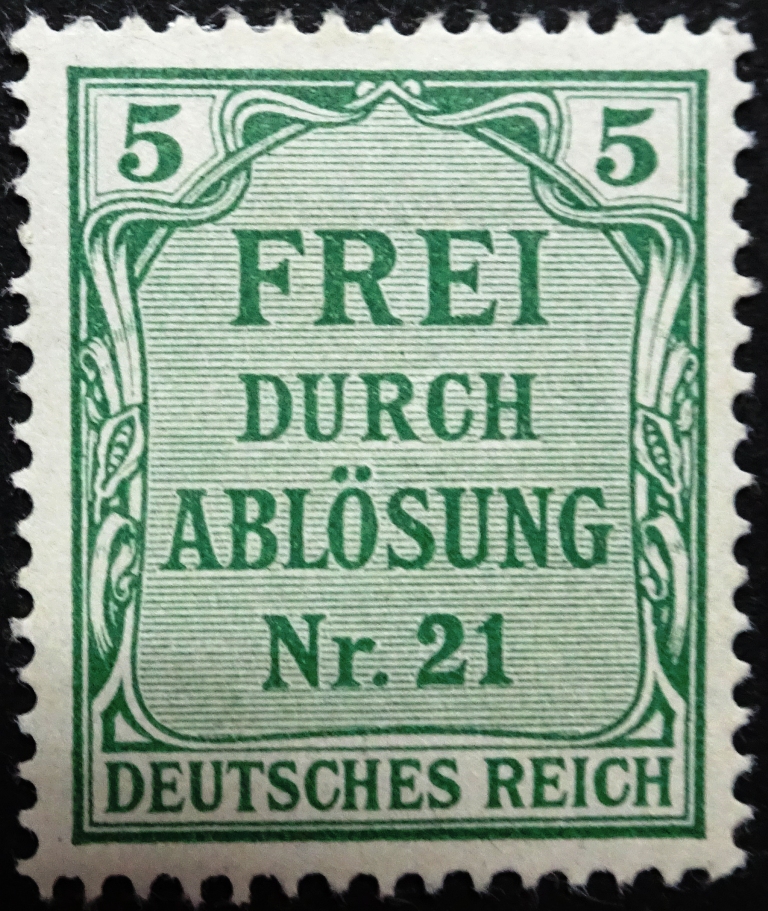 5 5
FREI
DURCH
ABLÖSUNG
Nr. 21
DEUTSCHES REICH